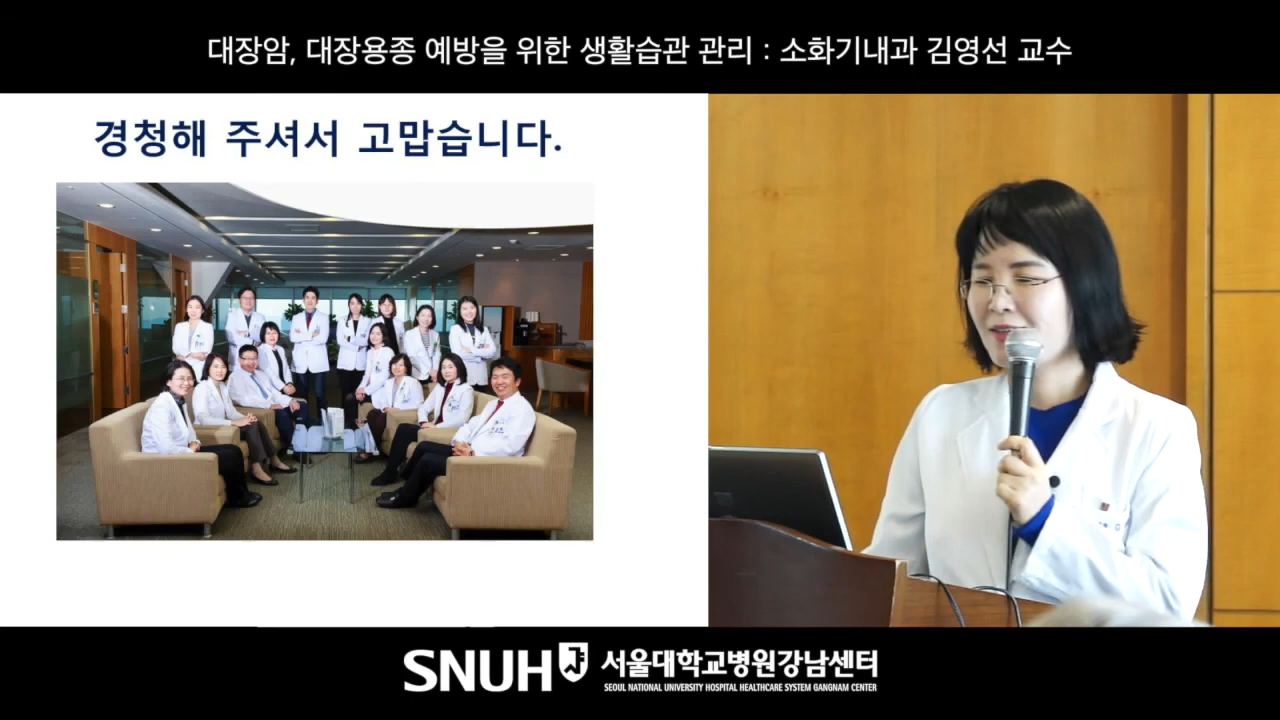 대장암, 대장용종 예방을 위한 생활습관 관리 : 소화기내과 김영선 교수
경청해 주셔서 고맙습니다.
SNUH 서울대학교병원강남센터
SEOUL NATIONAL UNIVERSITY HOSPITAL HEALTHCARE SYSTEM GANGNAM CENTER